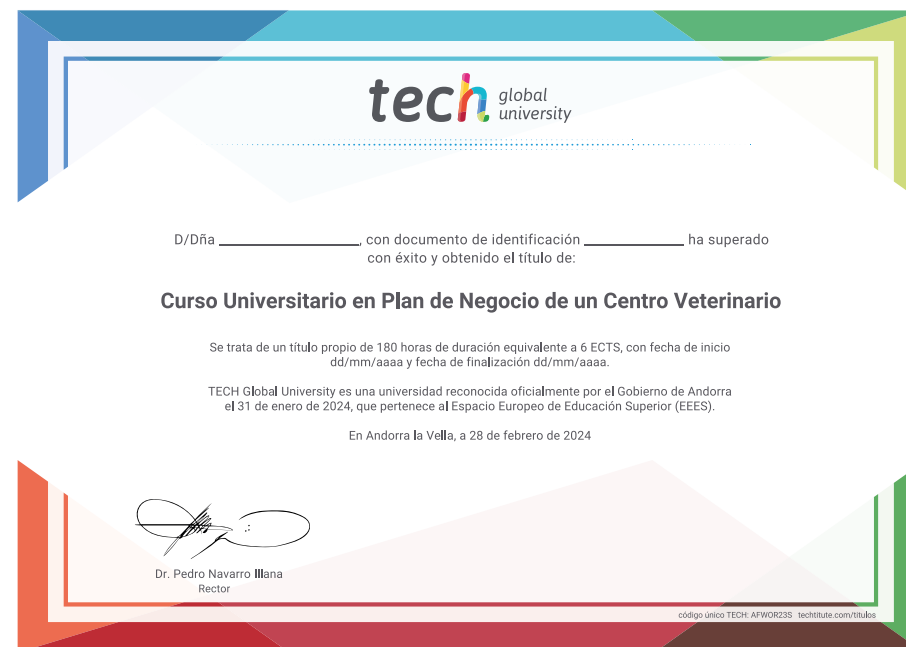 tech global university
D/Dña ____________________, con documento de identificación ______________ ha superado
con éxito y obtenido el título de:
Curso Universitario en Plan de Negocio de un Centro Veterinario
Se trata de un título propio de 180 horas de duración equivalente a 6 ECTS, con fecha de inicio
dd/mm/aaaa y fecha de finalización dd/mm/aaaa.
TECH Global University es una universidad reconocida oficialmente por el Gobierno de Andorra
el 31 de enero de 2024, que pertenece al Espacio Europeo de Educación Superior (EEES).
En Andorra la Vella, a 28 de febrero de 2024
Dr. Pedro Navarro Illana
Rector
código único TECH: AFWOR23S techtitute.com/titulos